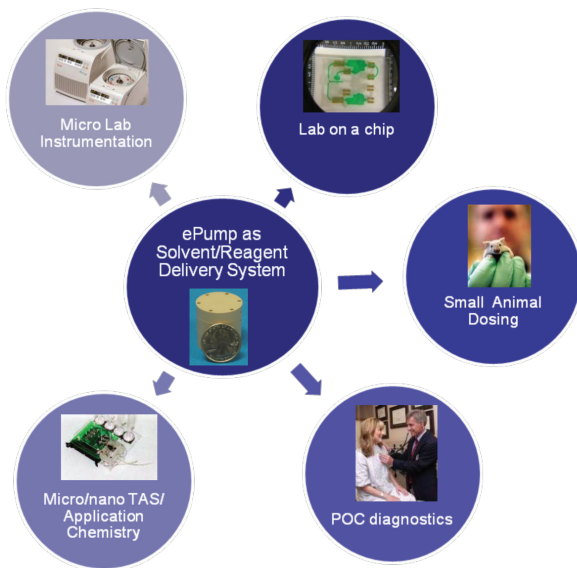 Micro Lab
Instrumentation
Lab on a chip
ePump as
Solvent/Reagent
Delivery System
Small Animal
Dosing
Micro/nano TAS/
Application
Chemistry
POC diagnostics